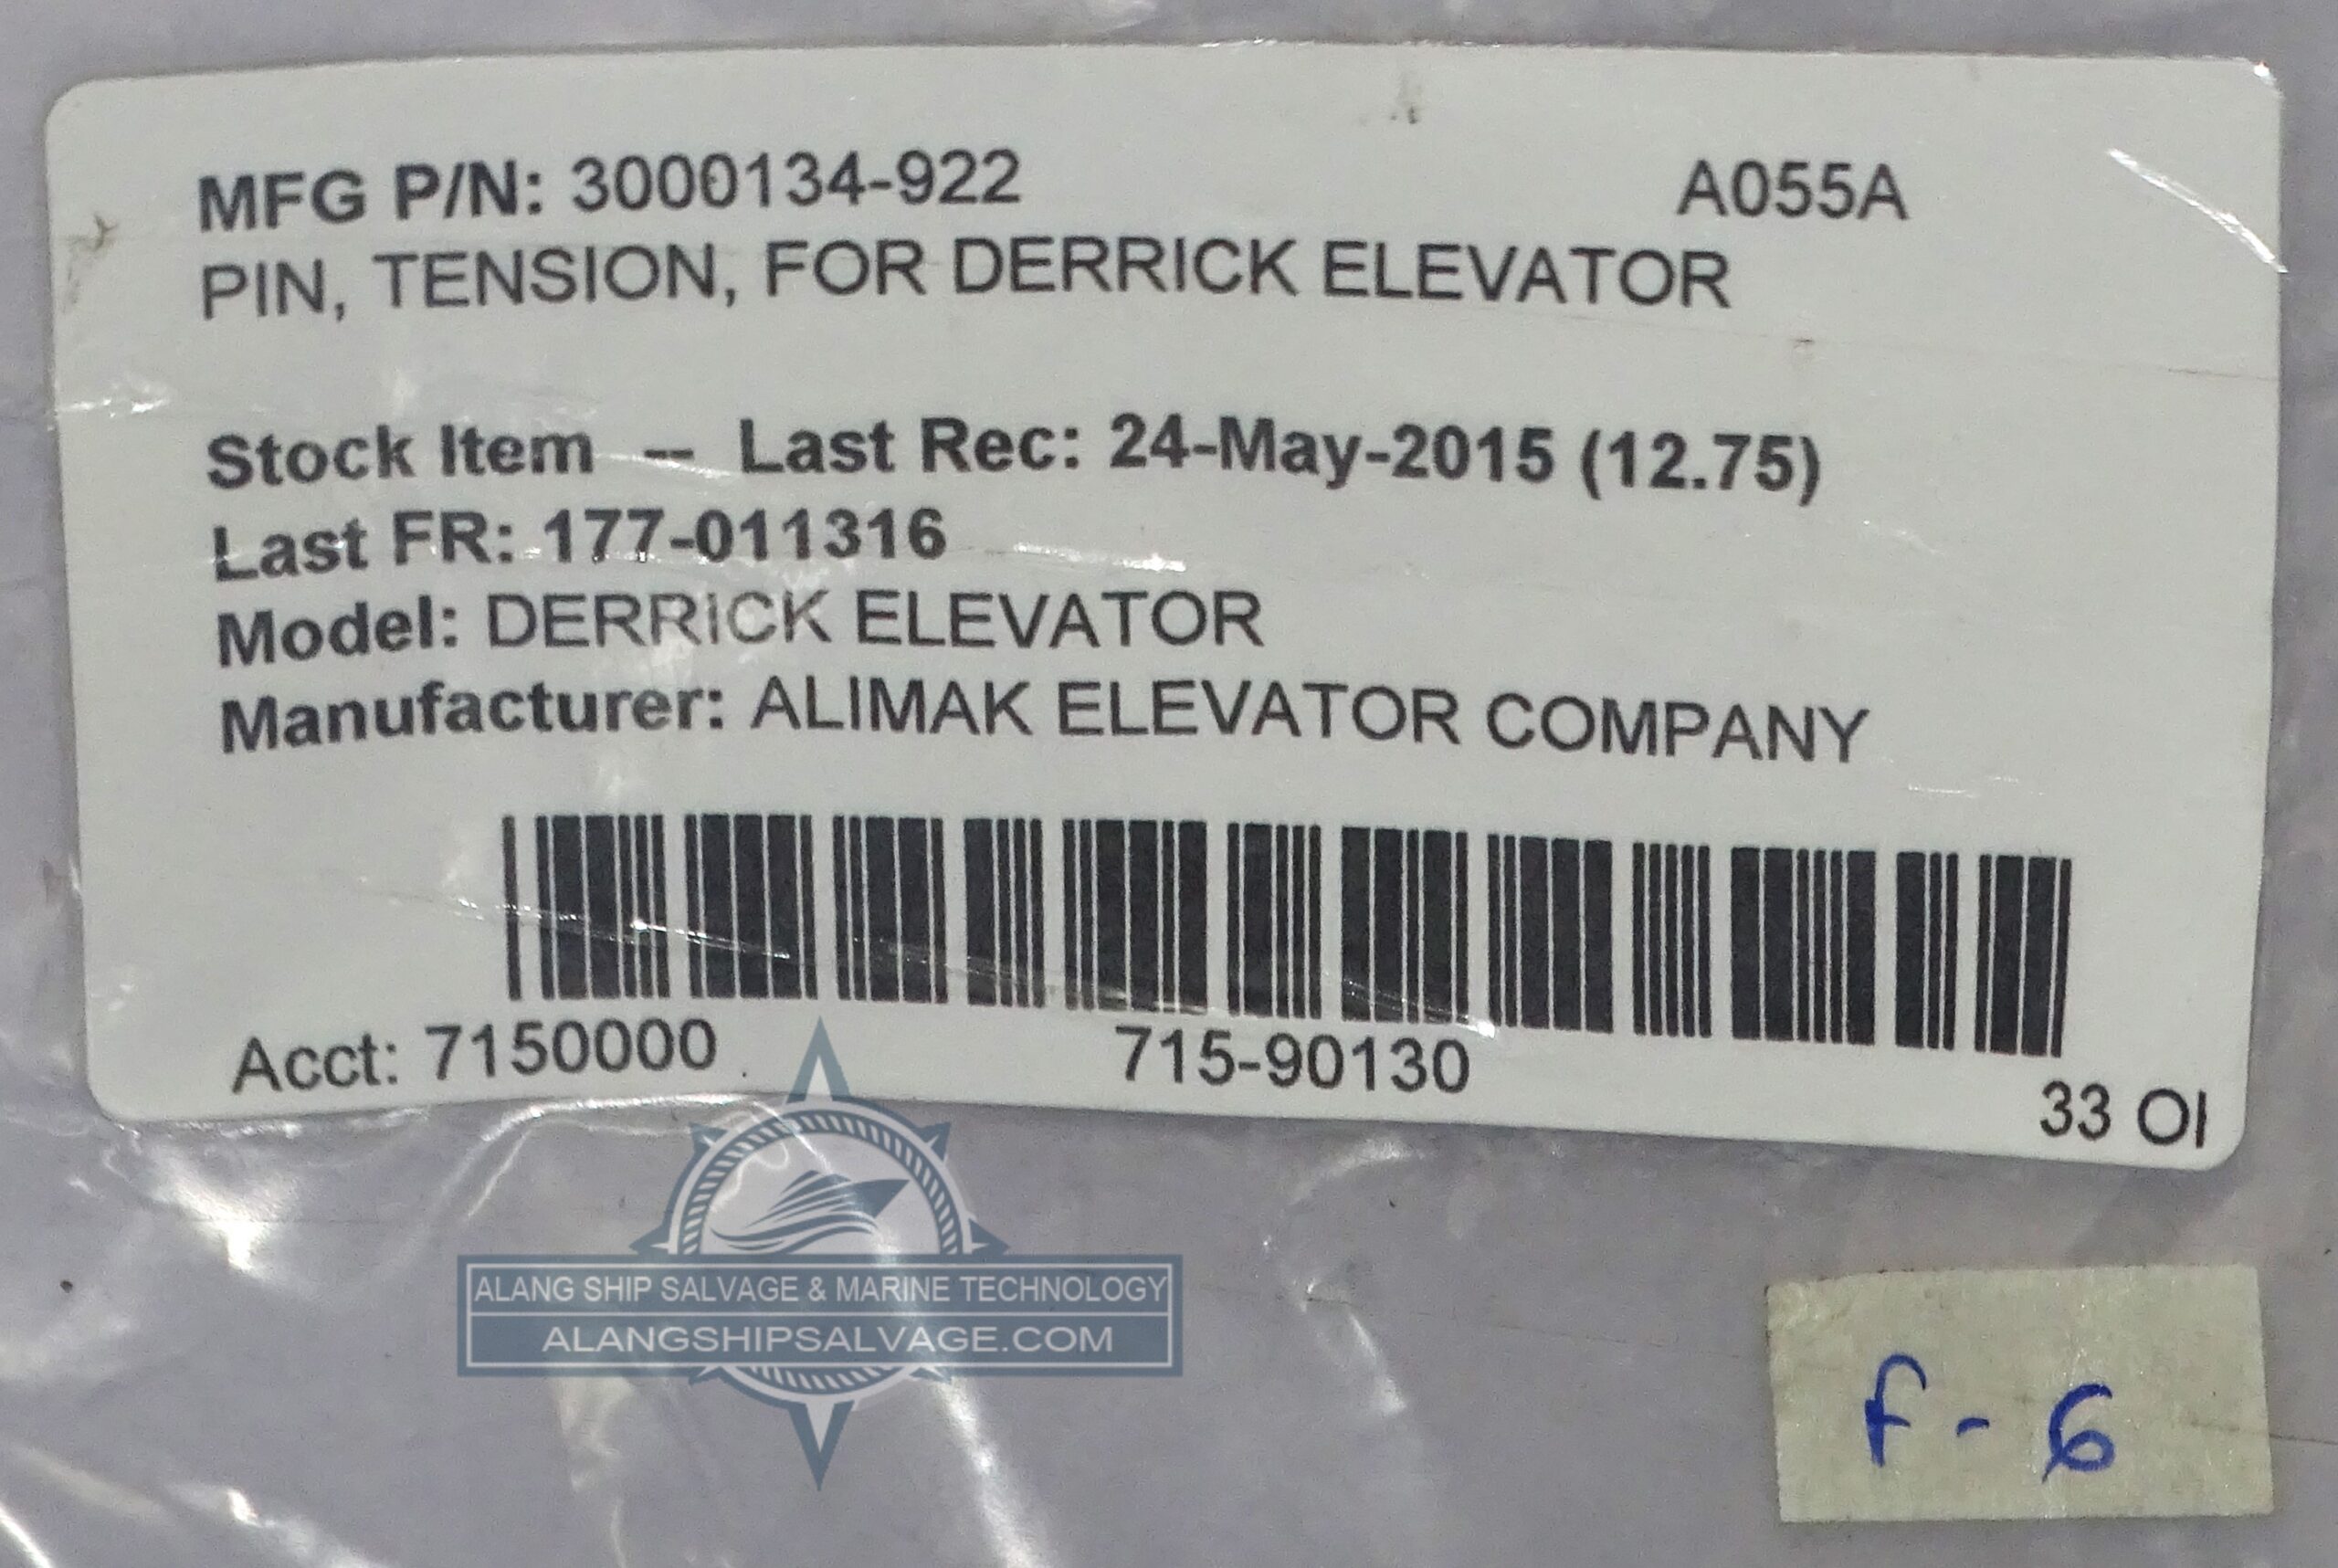 MFG P/N: 3000134-922 A055A
PIN, TENSION, FOR DERRICK ELEVATOR
Stock Item -- Last Rec: 24-May-2015 (12.75)
Last FR: 177-011316
Model: DERRICK ELEVATOR
Manufacturer: ALIMAK ELEVATOR COMPANY
Acct: 7150000 715-90130
33 OI
ALANG SHIP SALVAGE & MARINE TECHNOLOGY
ALANGSHIPSALVAGE.COM
F-6